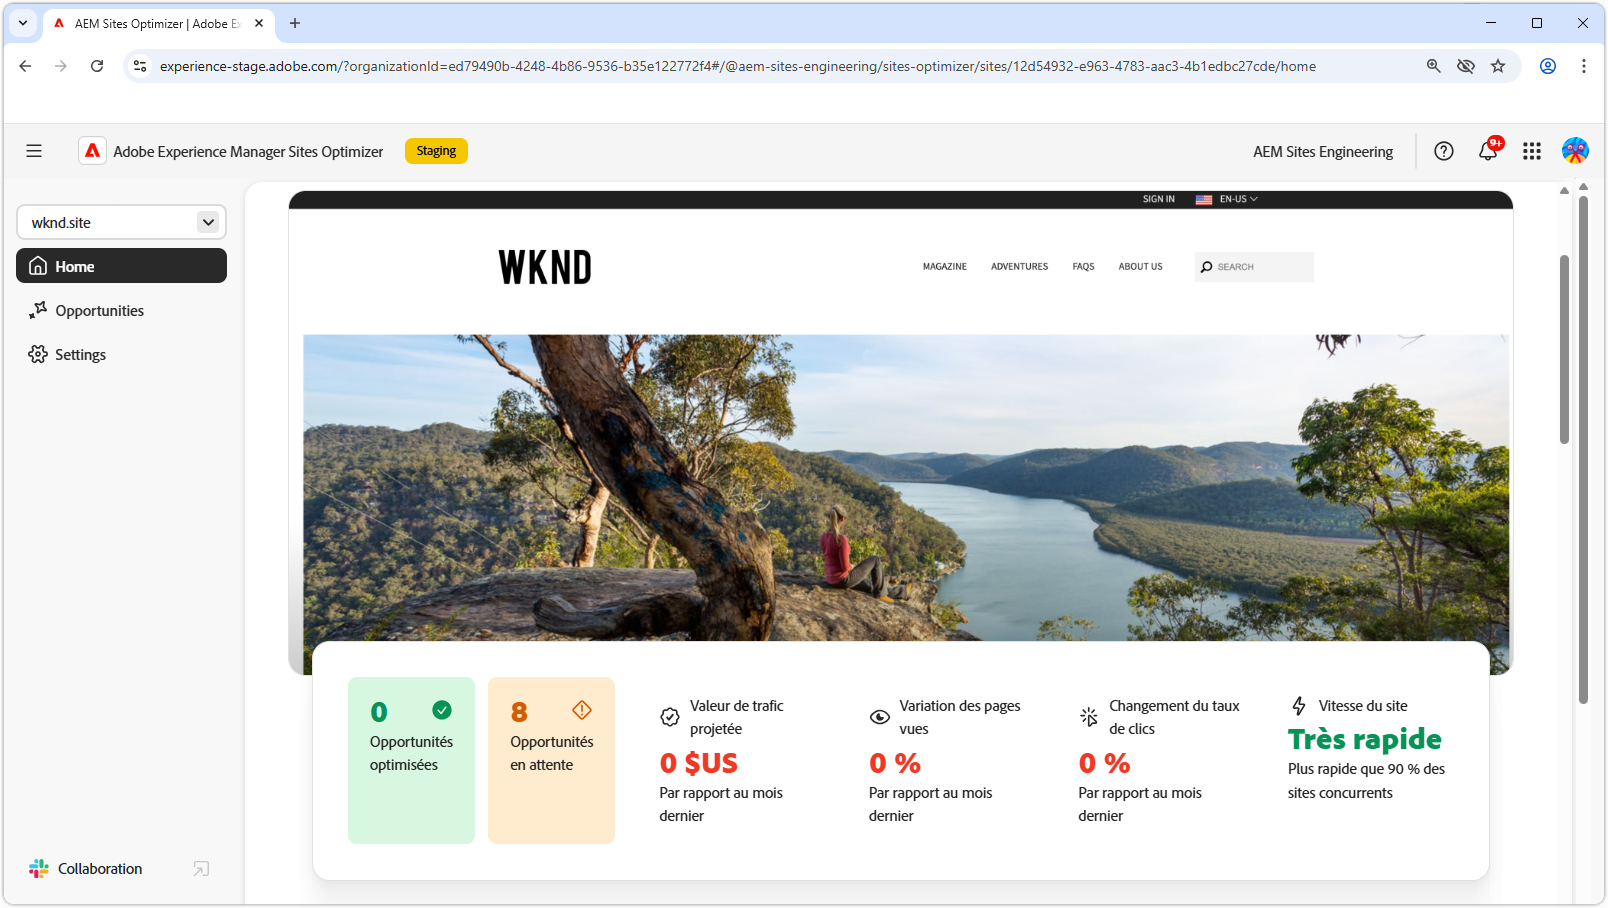 AEM Sites Optimizer | Adobe Ex
experience-stage.adobe.com/?organizationId=ed79490b-4248-4b86-9536-b35e122772f4#/@aem-sites-engineering/sites-optimizer/sites/12d54932-e963-4783-aac3-4b1edbc27cde/home
Adobe Experience Manager Sites Optimizer
Staging
AEM Sites Engineering
9+
wknd.site
Home
Opportunities
Settings
Collaboration
SIGN IN
EN-US
WKND
MAGAZINE
ADVENTURES
FAQS
ABOUT US
SEARCH
0
Opportunités
optimisées
8
Opportunités
en attente
Valeur de trafic
projetée
0 $US
Par rapport au mois
dernier
Variation des pages
vues
0 %
Par rapport au mois
dernier
Changement du taux
de clics
0 %
Par rapport au mois
dernier
Vitesse du site
Très rapide
Plus rapide que 90 % des
sites concurrents